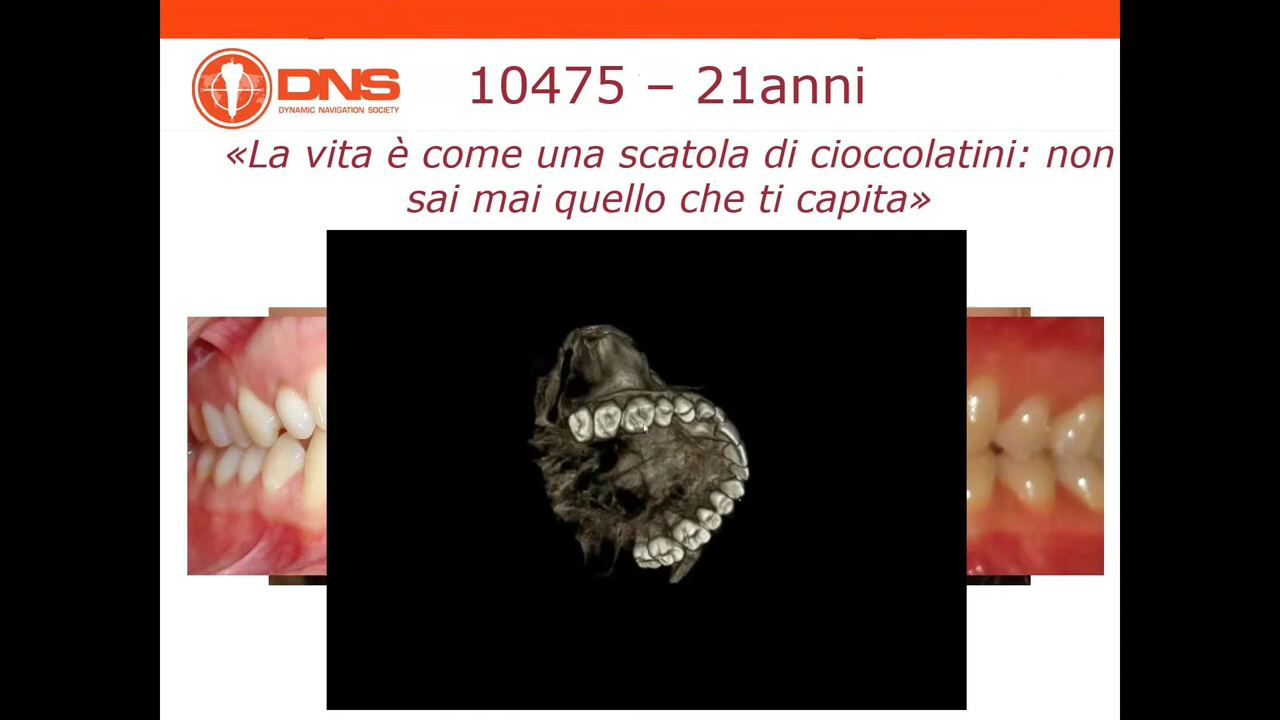 DNS
DYNAMIC NAVIGATION SOCIETY
10475 – 21anni
«La vita è come una scatola di cioccolatini: non
sai mai quello che ti capita»